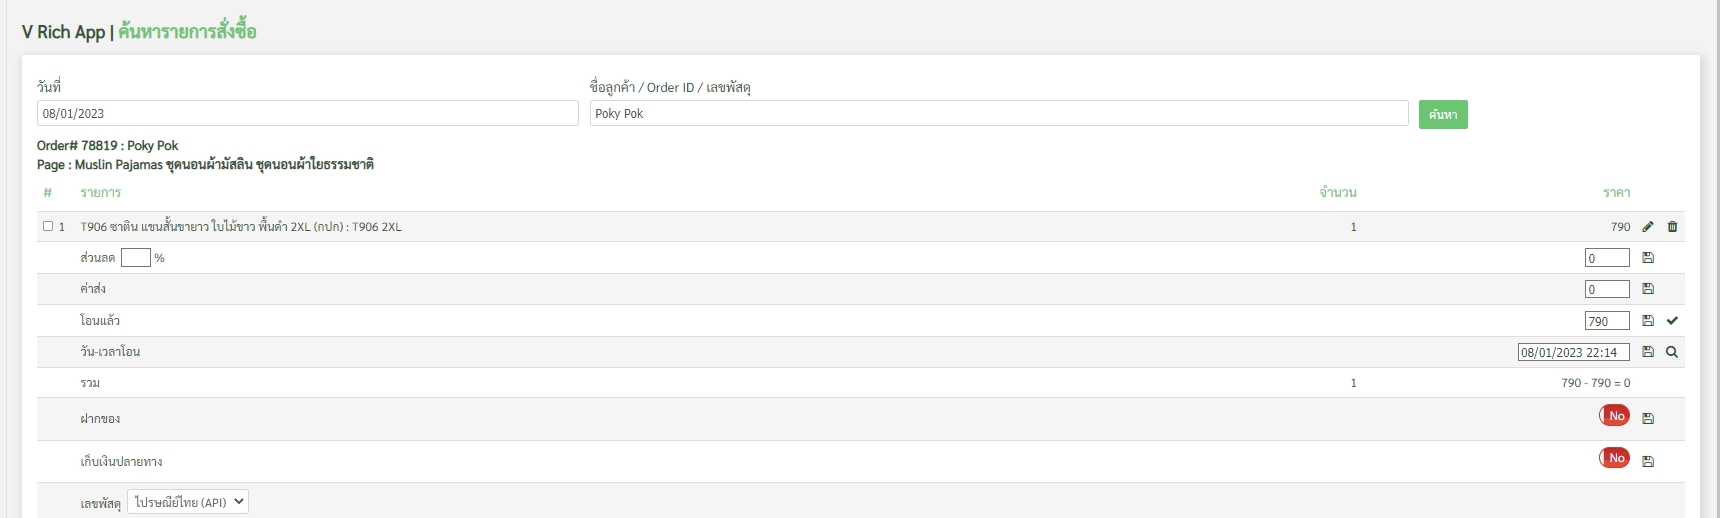 V Rich App | ค้นหารายการสั่งซื้อ
วันที่ ชื่อลูกค้า / Order ID / เลขพัสดุ
08/01/2023 Poky Pok ค้นหา
Order# 78819 : Poky Pok
Page : Muslin Pajamas ชุดนอนผ้ามัสลิน ชุดนอนผ้าใยธรรมชาติ
# รายการ จำนวน ราคา
1 T906 ซาติน แขนสั้นขายาว ใบไม้ขาว พื้นดำ 2XL (กปก) : T906 2XL 1 790
ส่วนลด % 0
ค่าส่ง 0
โอนแล้ว 790
วัน-เวลาโอน 08/01/2023 22:14
รวม 1 790 - 790 = 0
ฝากของ No
เก็บเงินปลายทาง No
เลขพัสดุ ไปรษณีย์ไทย (API)